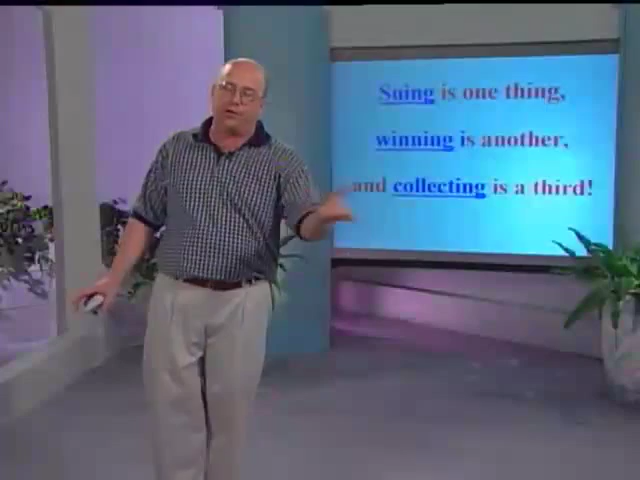 Suing is one thing,
winning is another,
and collecting is a third!